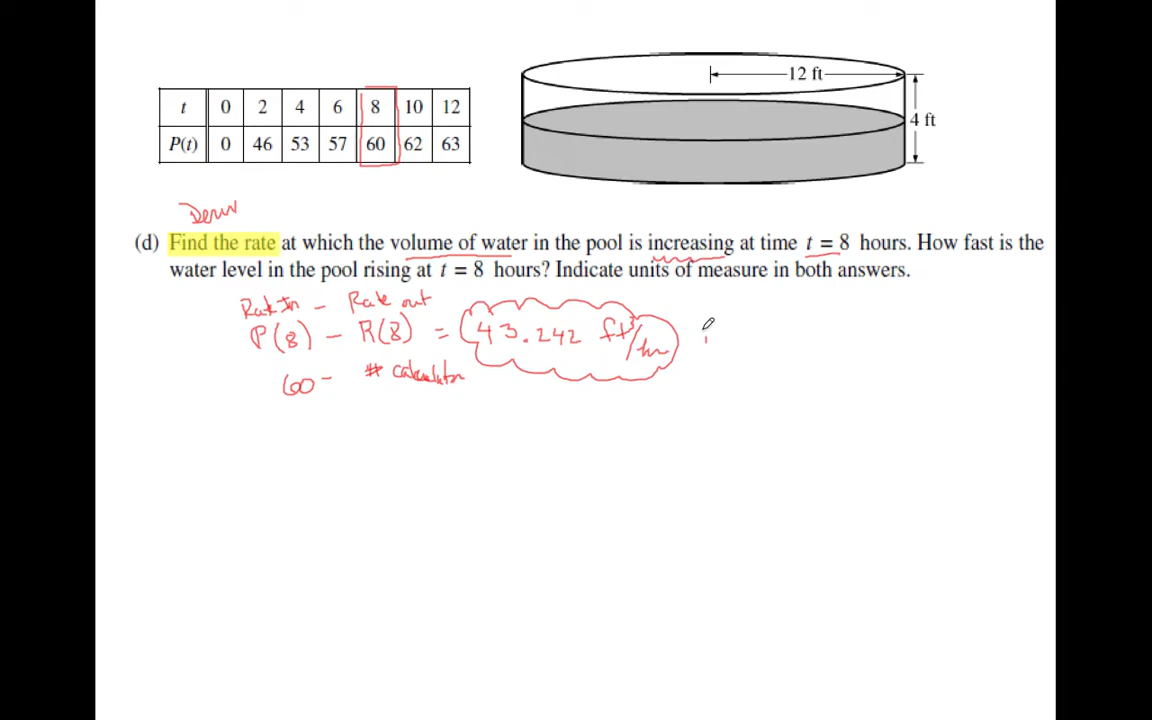 12 ft
4 ft
t 0 2 4 6 8 10 12
P(t) 0 46 53 57 60 62 63
(d) Find the rate at which the volume of water in the pool is increasing at time t = 8 hours. How fast is the
water level in the pool rising at t = 8 hours? Indicate units of measure in both answers.
Rate In - Rate out
P(8) - R(8) = 43.242 ft³/hr
60 - # calculator